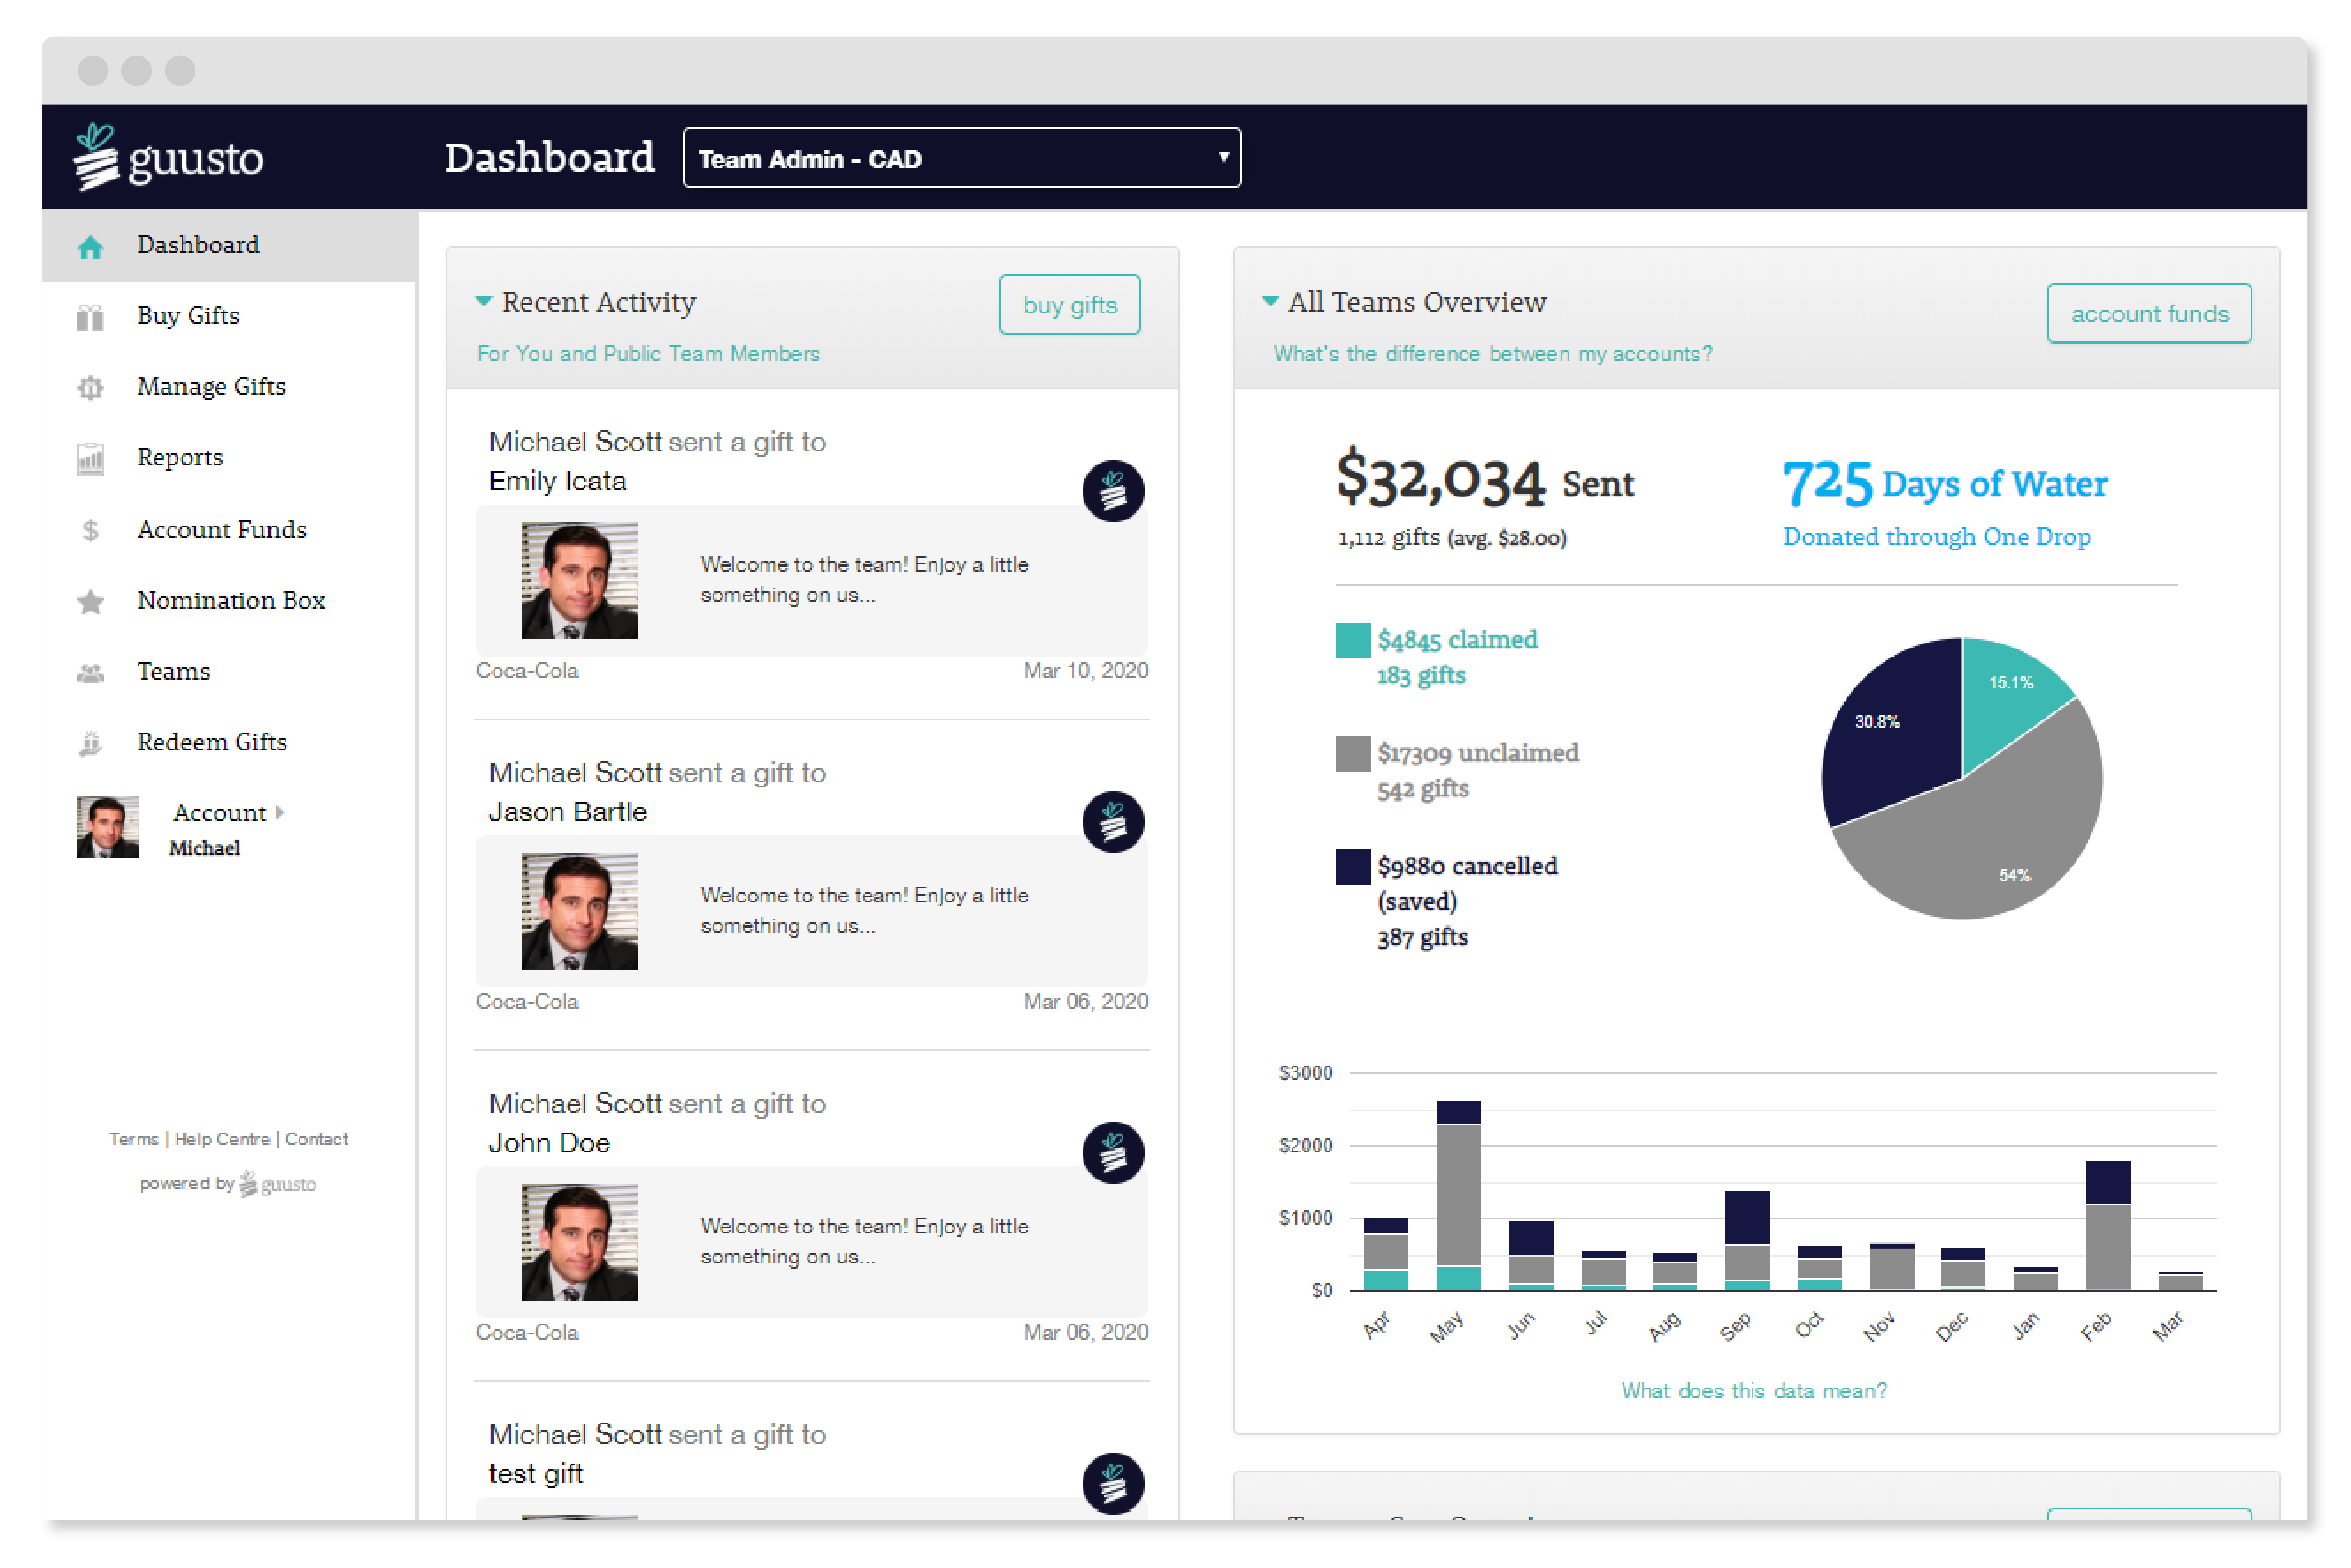 guusto
Dashboard
Team Admin - CAD
Dashboard
Buy Gifts
Manage Gifts
Reports
Account Funds
Nomination Box
Teams
Redeem Gifts
Account
Michael
Terms | Help Centre | Contact
powered by guusto
Recent Activity
buy gifts
For You and Public Team Members
Michael Scott sent a gift to
Emily Icata
Welcome to the team! Enjoy a little
something on us...
Coca-Cola
Mar 10, 2020
Michael Scott sent a gift to
Jason Bartle
Welcome to the team! Enjoy a little
something on us...
Coca-Cola
Mar 06, 2020
Michael Scott sent a gift to
John Doe
Welcome to the team! Enjoy a little
something on us...
Coca-Cola
Mar 06, 2020
Michael Scott sent a gift to
test gift
All Teams Overview
account funds
What's the difference between my accounts?
$32,034 Sent
1,112 gifts (avg. $28.00)
725 Days of Water
Donated through One Drop
$4845 claimed
183 gifts
$17309 unclaimed
542 gifts
$9880 cancelled
(saved)
387 gifts
15.1%
30.8%
54%
$3000
$2000
$1000
$0
Apr
May
Jun
Jul
Aug
Sep
Oct
Nov
Dec
Jan
Feb
Mar
What does this data mean?